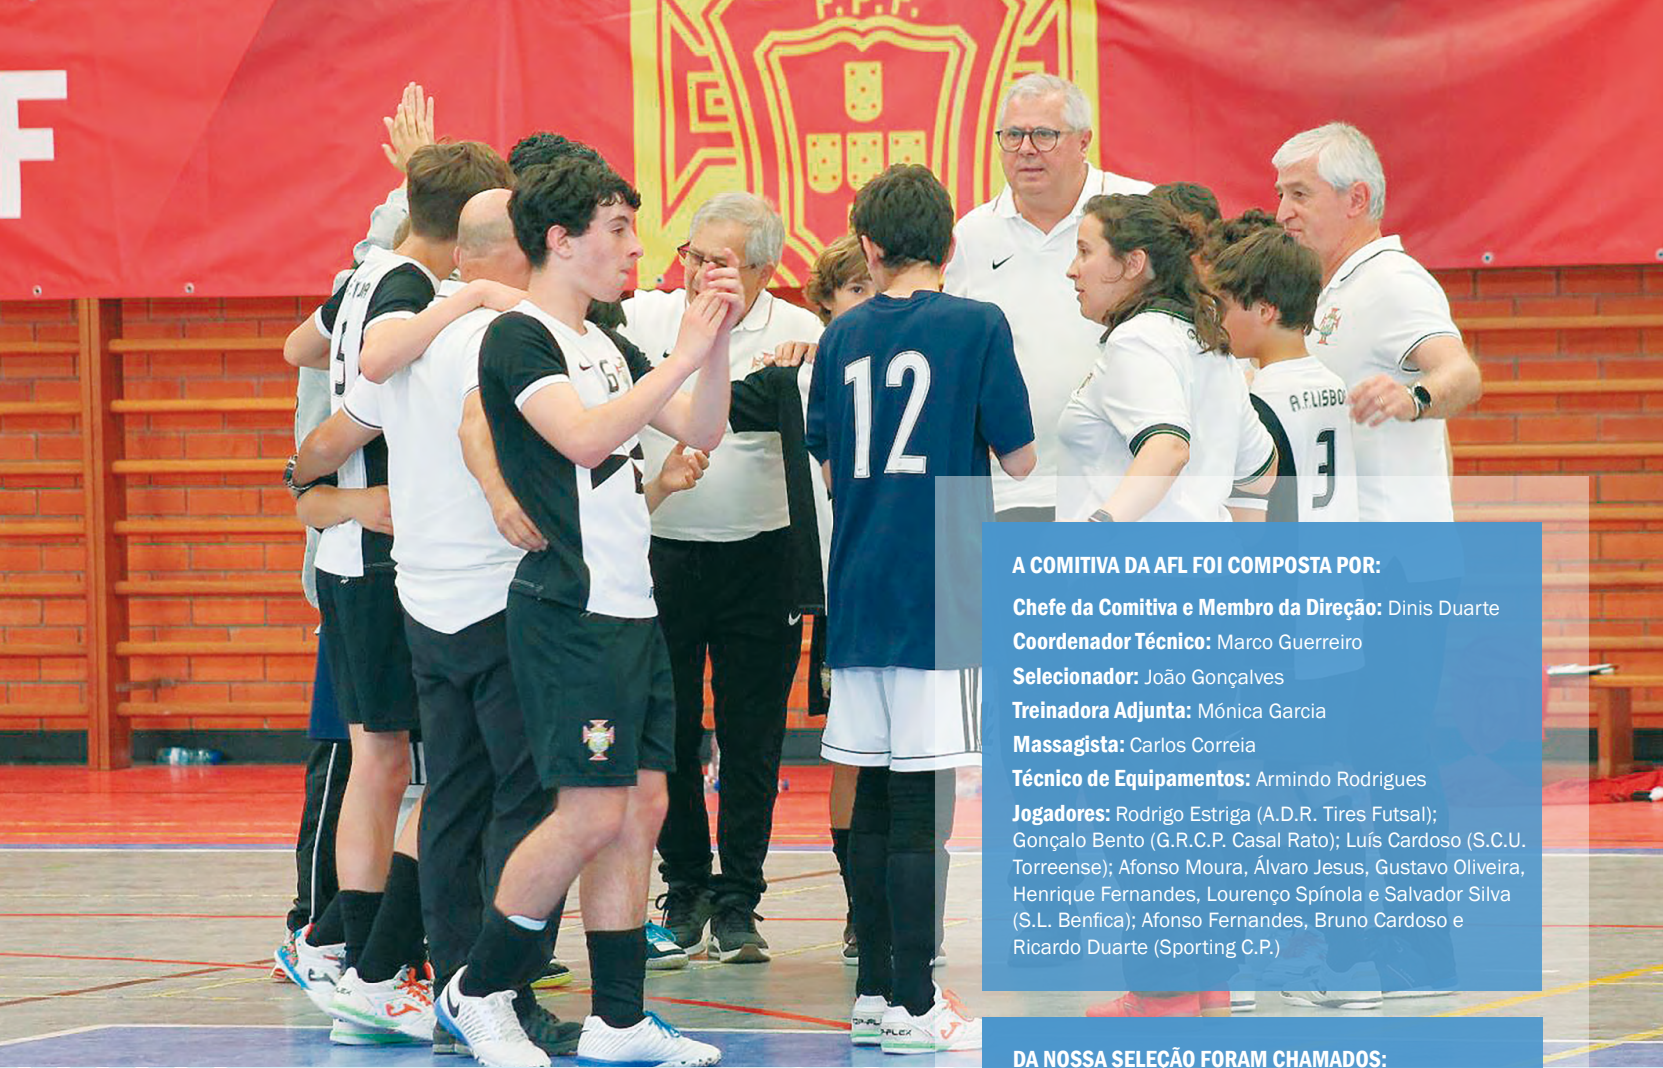 F.P.F.
F
5
6
12
A.F.LISBO
3
A COMITIVA DA AFL FOI COMPOSTA POR:
Chefe da Comitiva e Membro da Direção: Dinis Duarte
Coordenador Técnico: Marco Guerreiro
Selecionador: João Gonçalves
Treinadora Adjunta: Mónica Garcia
Massagista: Carlos Correia
Técnico de Equipamentos: Armindo Rodrigues
Jogadores: Rodrigo Estriga (A.D.R. Tires Futsal);
Gonçalo Bento (G.R.C.P. Casal Rato); Luís Cardoso (S.C.U.
Torreense); Afonso Moura, Álvaro Jesus, Gustavo Oliveira,
Henrique Fernandes, Lourenço Spínola e Salvador Silva
(S.L. Benfica); Afonso Fernandes, Bruno Cardoso e
Ricardo Duarte (Sporting C.P.)
DA NOSSA SELEÇÃO FORAM CHAMADOS: